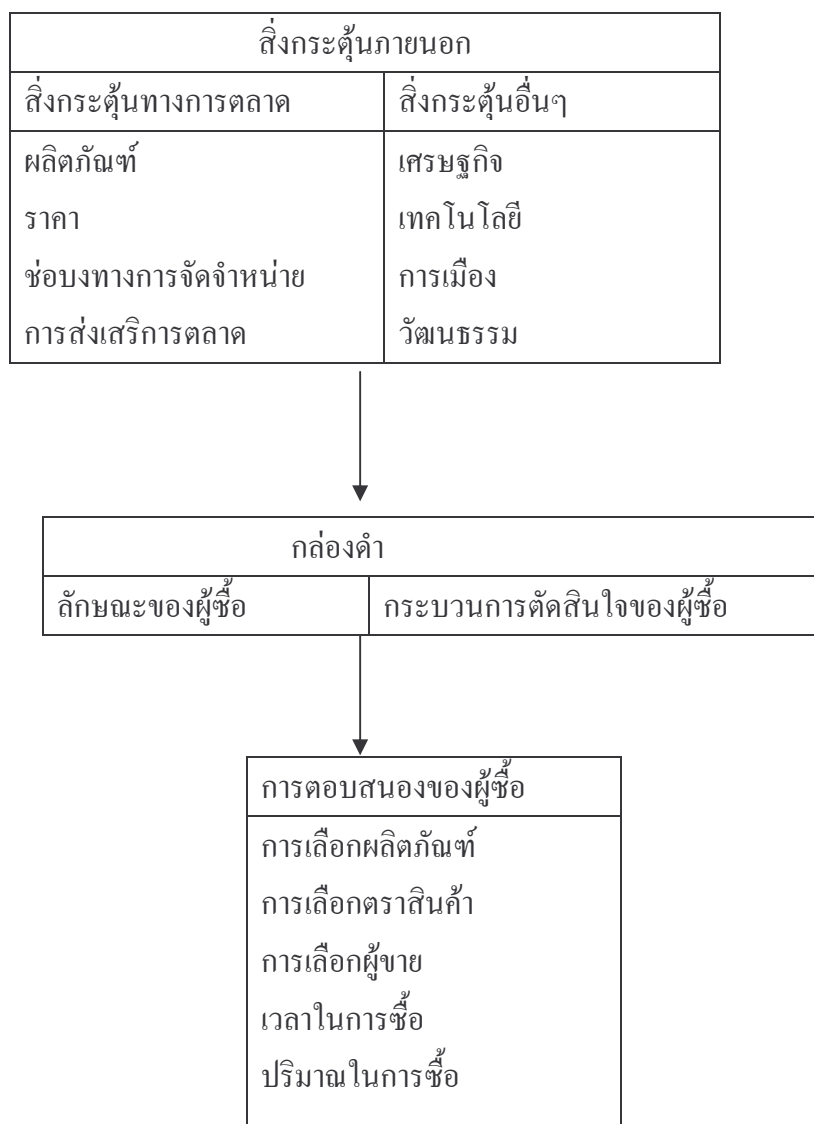 สิ่งกระตุ้นภายนอก
สิ่งกระตุ้นทางการตลาด สิ่งกระตุ้นอื่นๆ
ผลิตภัณฑ์ เศรษฐกิจ
ราคา เทคโนโลยี
ช่อบงทางการจัดจำหน่าย การเมือง
การส่งเสริการตลาด วัฒนธรรม
กล่องดำ
ลักษณะของผู้ซื้อ กระบวนการตัดสินใจของผู้ซื้อ
การตอบสนองของผู้ซื้อ
การเลือกผลิตภัณฑ์
การเลือกตราสินค้า
การเลือกผู้ขาย
เวลาในการซื้อ
ปริมาณในการซื้อ